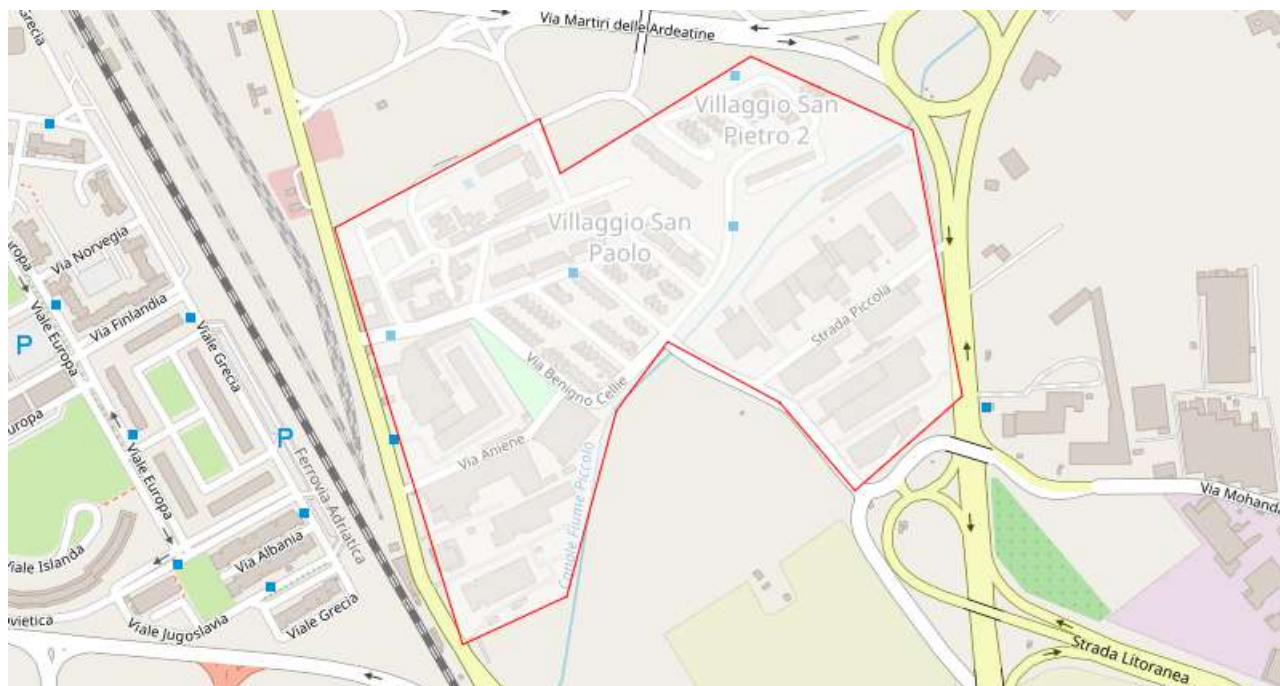 Grecia
Via Martiri delle Ardeatine
Villaggio San
Pietro 2
Villaggio San
Paolo
Via Norvegia
Europa
Via Finlandia
Viale Europa
Viale Grecia
P
Strada Piccola
Via Benigno Cellie
uropa
P
Viale Europa
Via Aniene
Ferrovia Adriatica
Via Mohanda
Canale Fiume Piccolo
Viale Islanda
Via Albania
ovietica
Viale Jugoslavia
Viale Grecia
Strada Litoranea